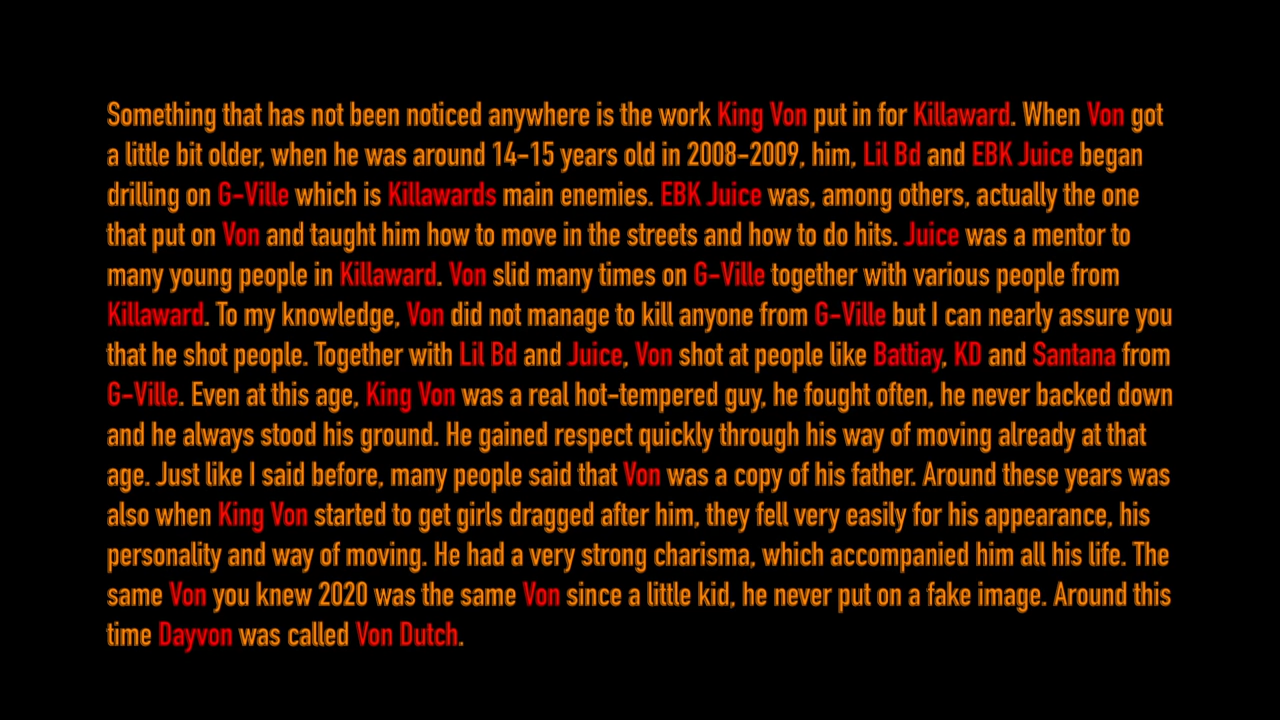 Something that has not been noticed anywhere is the work King Von put in for Killaward. When Von got
a little bit older, when he was around 14-15 years old in 2008-2009, him, Lil Bd and EBK Juice began
drilling on G-Ville which is Killawards main enemies. EBK Juice was, among others, actually the one
that put on Von and taught him how to move in the streets and how to do hits. Juice was a mentor to
many young people in Killaward. Von slid many times on G-Ville together with various people from
Killaward. To my knowledge, Von did not manage to kill anyone from G-Ville but I can nearly assure you
that he shot people. Together with Lil Bd and Juice, Von shot at people like Battiay, KD and Santana from
G-Ville. Even at this age, King Von was a real hot-tempered guy, he fought often, he never backed down
and he always stood his ground. He gained respect quickly through his way of moving already at that
age. Just like I said before, many people said that Von was a copy of his father. Around these years was
also when King Von started to get girls dragged after him, they fell very easily for his appearance, his
personality and way of moving. He had a very strong charisma, which accompanied him all his life. The
same Von you knew 2020 was the same Von since a little kid, he never put on a fake image. Around this
time Dayvon was called Von Dutch.